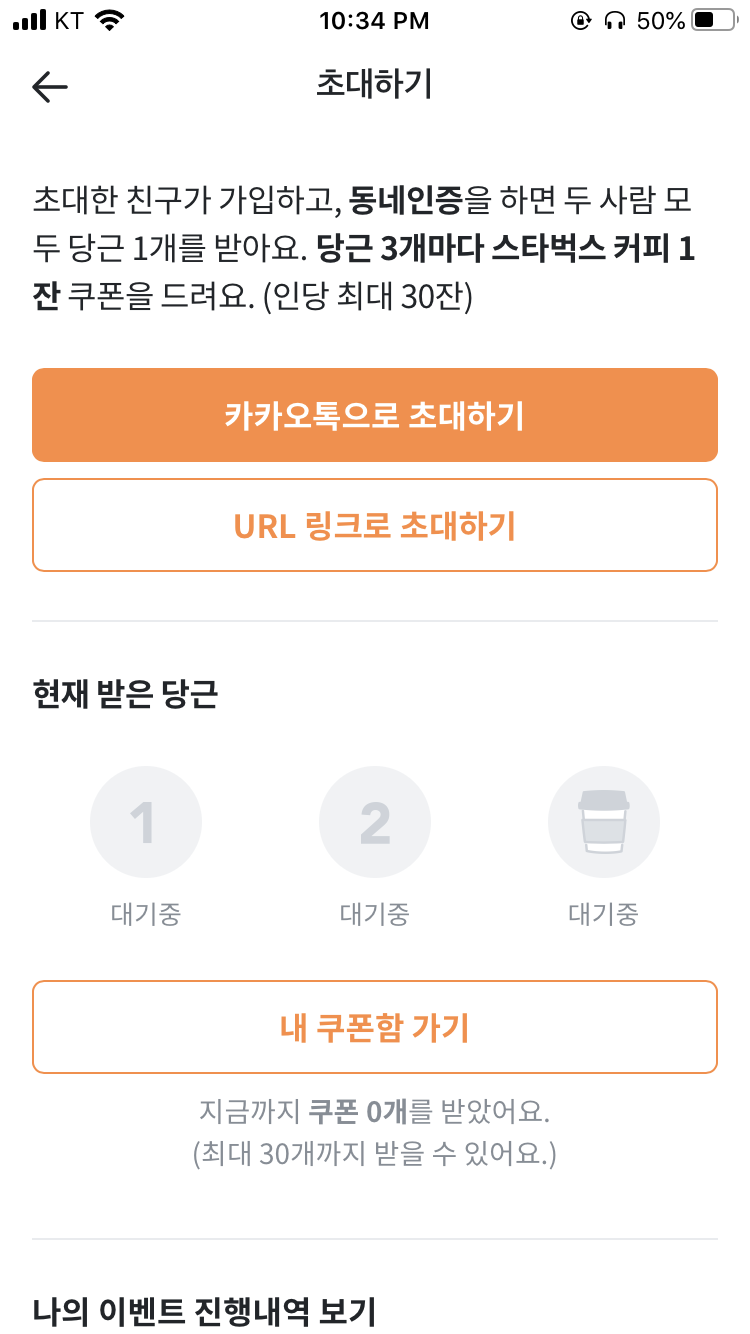 KT 10:34 PM 50%
초대하기
초대한 친구가 가입하고, 동네인증을 하면 두 사람 모
두 당근 1개를 받아요. 당근 3개마다 스타벅스 커피 1
잔 쿠폰을 드려요. (인당 최대 30잔)
카카오톡으로 초대하기
URL 링크로 초대하기
현재 받은 당근
1 2
대기중 대기중 대기중
내 쿠폰함 가기
지금까지 쿠폰 0개를 받았어요.
(최대 30개까지 받을 수 있어요.)
나의 이벤트 진행내역 보기